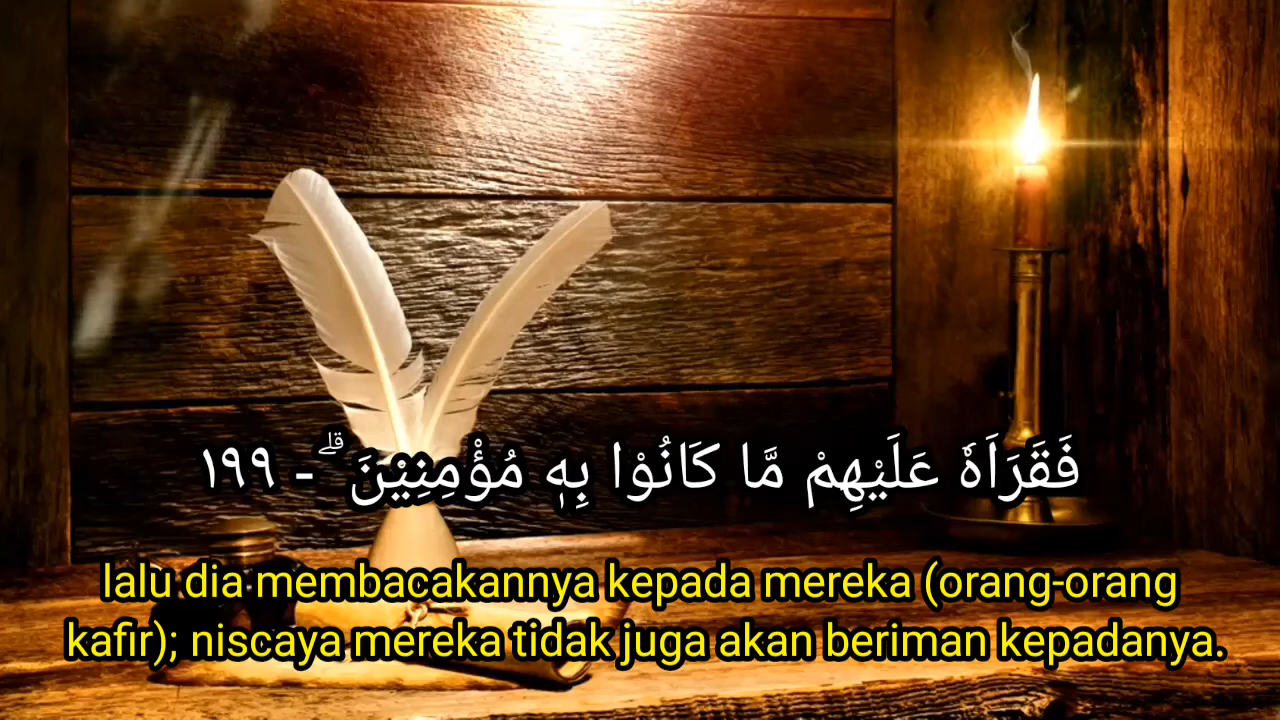 فَقَرَاَهٗ عَلَيْهِمْ مَّا كَانُوْا بِهٖ مُؤْمِنِيْنَ ۗ - ١٩٩
lalu dia membacakannya kepada mereka (orang-orang
kafir); niscaya mereka tidak juga akan beriman kepadanya.